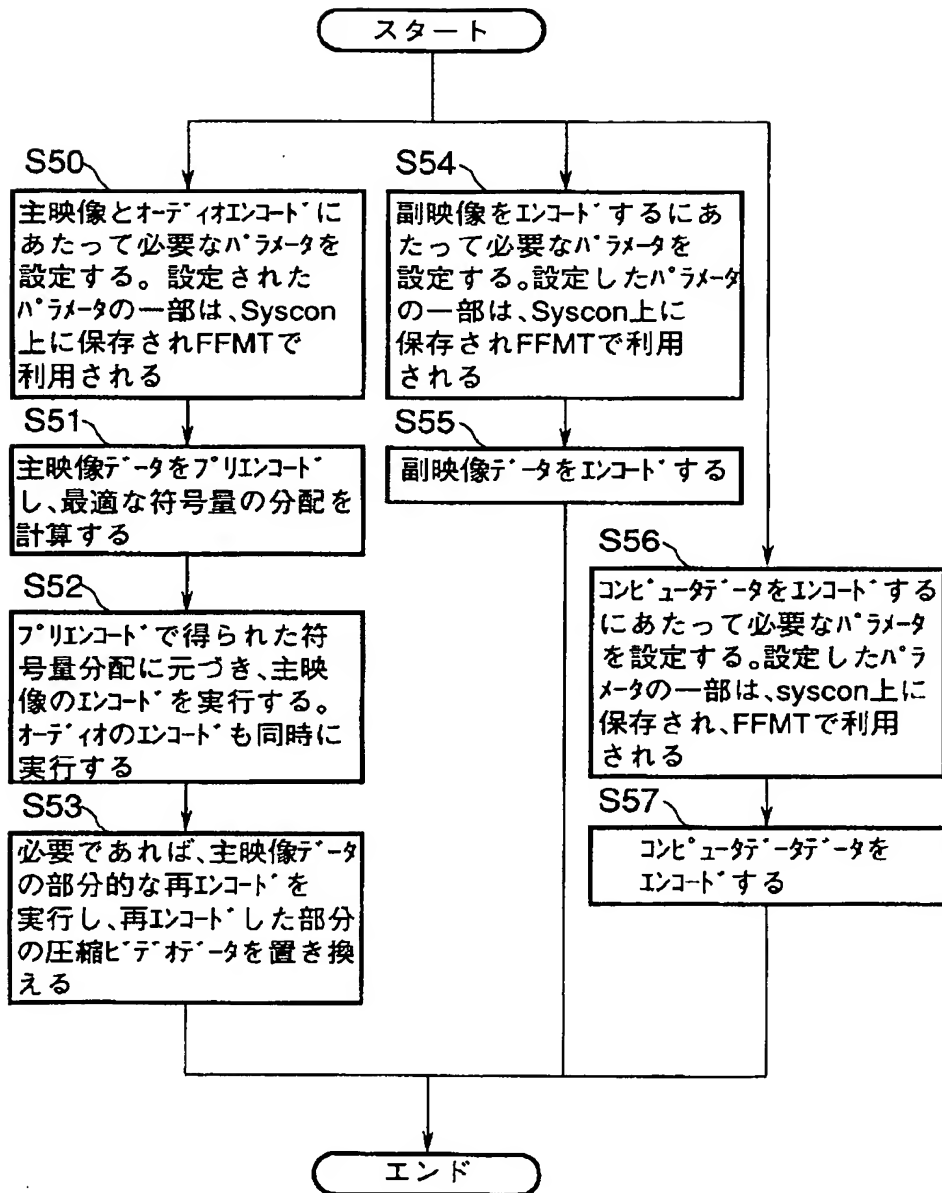 スタート
S50
主映像とｵｰﾃﾞｨｵｴﾝｺｰﾄﾞに
あたって必要なﾊﾟﾗﾒｰﾀを
設定する。設定された
ﾊﾟﾗﾒｰﾀの一部は、Syscon
上に保存されFFMTで
利用される
S51
主映像ﾃﾞｰﾀをﾌﾟﾘｴﾝｺｰﾄﾞ
し、最適な符号量の分配を
計算する
S52
ﾌﾟﾘｴﾝｺｰﾄﾞで得られた符
号量分配に元づき、主映
像のｴﾝｺｰﾄﾞを実行する。
ｵｰﾃﾞｨｵのｴﾝｺｰﾄﾞも同時に
実行する
S53
必要であれば、主映像ﾃﾞｰﾀ
の部分的な再ｴﾝｺｰﾄﾞを
実行し、再ｴﾝｺｰﾄﾞした部分
の圧縮ﾋﾞﾃﾞｵﾃﾞｰﾀを置き換
える
S54
副映像をｴﾝｺｰﾄﾞするにあ
たって必要なﾊﾟﾗﾒｰﾀを
設定する。設定したﾊﾟﾗﾒｰﾀ
の一部は、Syscon上に
保存されFFMTで利用
される
S55
副映像ﾃﾞｰﾀをｴﾝｺｰﾄﾞする
S56
ｺﾝﾋﾟｭｰﾀﾃﾞｰﾀをｴﾝｺｰﾄﾞする
にあたって必要なﾊﾟﾗﾒｰﾀ
を設定する。設定したﾊﾟﾗ
ﾒｰﾀの一部は、syscon上に
保存され、FFMTで利用
される
S57
ｺﾝﾋﾟｭｰﾀﾃﾞｰﾀﾃﾞｰﾀを
ｴﾝｺｰﾄﾞする
エンド